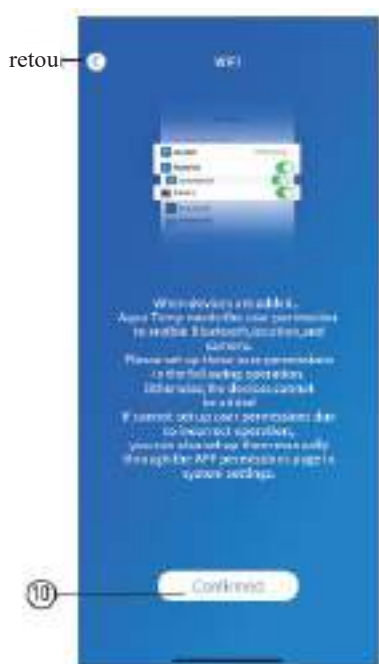 retou
WIFI
When devices are added,
Aqua Temp needs the user permissions
to enable Bluetooth, location, and
camera.
Please set up these user permissions
in the following operation.
Otherwise, the devices cannot
be added
If cannot set up user permissions due
to incorrect operation,
you can also set up them manually
through the APP permissions page in
system settings.
10
Confirmed